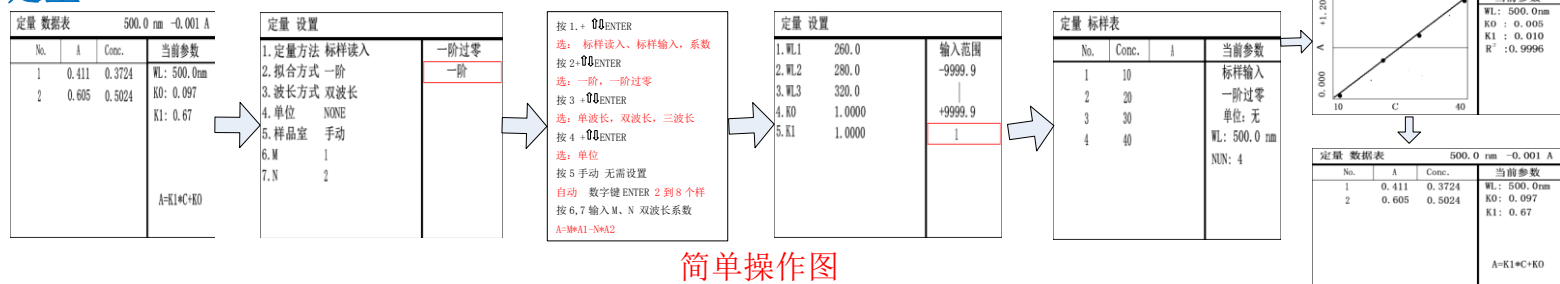 定量
定量 数据表 500.0 nm -0.001 A
No. A Conc. 当前参数
1 0.411 0.3724 WL: 500.0nm
2 0.605 0.5024 K0: 0.097
K1: 0.67
A=K1*C+K0
定量 设置
1.定量方法 标样读入 一阶过零
2.拟合方式 一阶 一阶
3.波长方式 双波长
4.单位 NONE
5.样品室 手动
6.M 1
7.N 2
按 1.+ ⇧⇩ENTER
选： 标样读入、标样输入，系数
按 2+⇧⇩ENTER
选：一阶，一阶过零
按 3 +⇧⇩ENTER
选：单波长，双波长，三波长
按 4 +⇧⇩ENTER
选：单位
按 5 手动 无需设置
自动 数字键 ENTER 2 到 8 个样
按 6,7 输入 M、N 双波长系数
A=M*A1-N*A2
定量 设置
1.WL1 260.0 输入范围
2.WL2 280.0 -9999.9
3.WL3 320.0 |
4.K0 1.0000 +9999.9
5.K1 1.0000 1
定量 标样表
No. Conc. A 当前参数
1 10 标样输入
2 20 一阶过零
3 30 单位：无
4 40 WL: 500.0 nm
NUN: 4
WL: 500.0nm
K0 : 0.005
K1 : 0.010
R² :0.9996
+1.20
A
0.000
10 C 40
定量 数据表 500.0 nm -0.001 A
No. A Conc. 当前参数
1 0.411 0.3724 WL: 500.0nm
2 0.605 0.5024 K0: 0.097
K1: 0.67
A=K1*C+K0
简单操作图